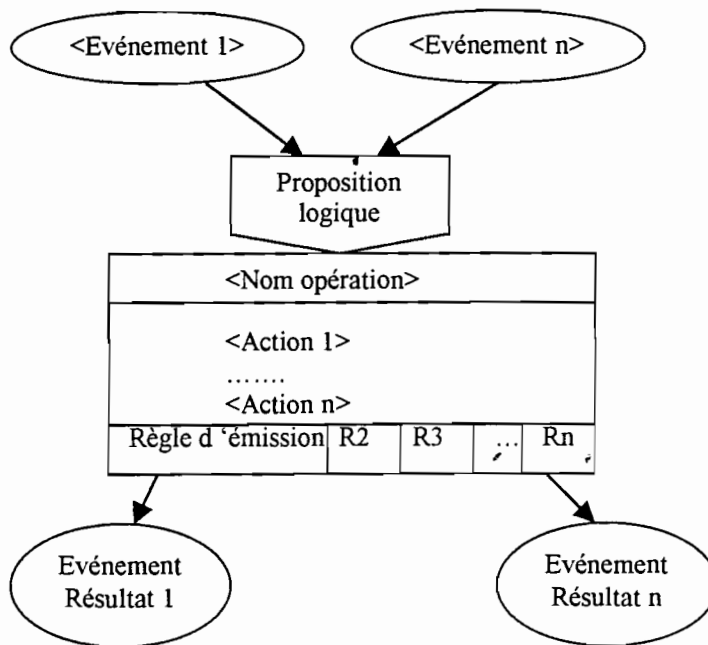 <Evénement 1> <Evénement n>
Proposition
logique
<Nom opération>
<Action 1>
…….
<Action n>
Règle d ‘émission R2 R3 … Rn
Evénement
Résultat 1
Evénement
Résultat n